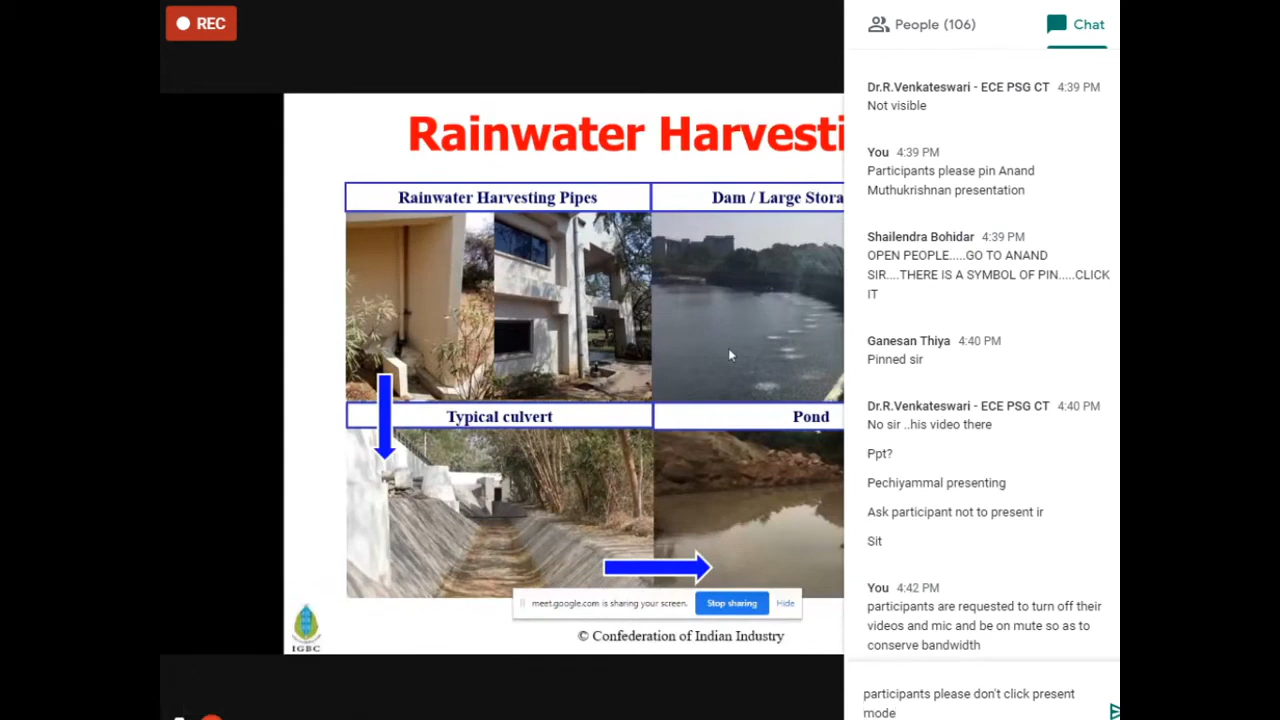 REC
People (106)
Chat
Rainwater Harvesti
Rainwater Harvesting Pipes
Dam / Large Stora
Typical culvert
Pond
meet.google.com is sharing your screen.
Stop sharing
Hide
© Confederation of Indian Industry
IGBC
Dr.R.Venkateswari - ECE PSG CT 4:39 PM
Not visible
You 4:39 PM
Participants please pin Anand
Muthukrishnan presentation
Shailendra Bohidar 4:39 PM
OPEN PEOPLE.....GO TO ANAND
SIR....THERE IS A SYMBOL OF PIN.....CLICK
IT
Ganesan Thiya 4:40 PM
Pinned sir
Dr.R.Venkateswari - ECE PSG CT 4:40 PM
No sir ..his video there
Ppt?
Pechiyammal presenting
Ask participant not to present ir
Sit
You 4:42 PM
participants are requested to turn off their
videos and mic and be on mute so as to
conserve bandwidth
participants please don't click present
mode